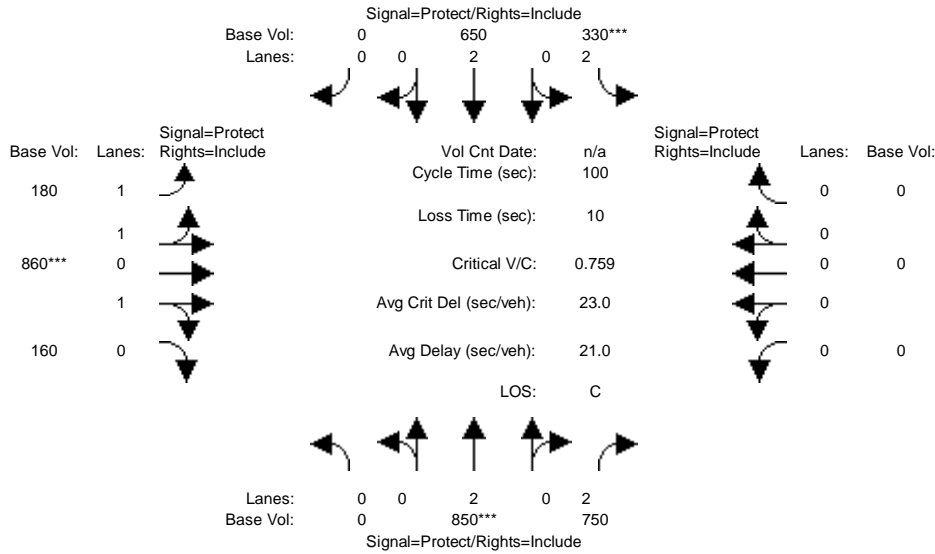 Signal=Protect/Rights=Include
Base Vol: 0 650 330***
Lanes: 0 0 2 0 2
Signal=Protect
Base Vol: Lanes: Rights=Include
Vol Cnt Date: n/a
Signal=Protect
Rights=Include Lanes: Base Vol:
Cycle Time (sec): 100
180 1
0 0
Loss Time (sec): 10
1
0
860*** 0
Critical V/C: 0.759
0 0
1
Avg Crit Del (sec/veh): 23.0
0
160 0
Avg Delay (sec/veh): 21.0
0 0
LOS: C
Lanes: 0 0 2 0 2
Base Vol: 0 850*** 750
Signal=Protect/Rights=Include